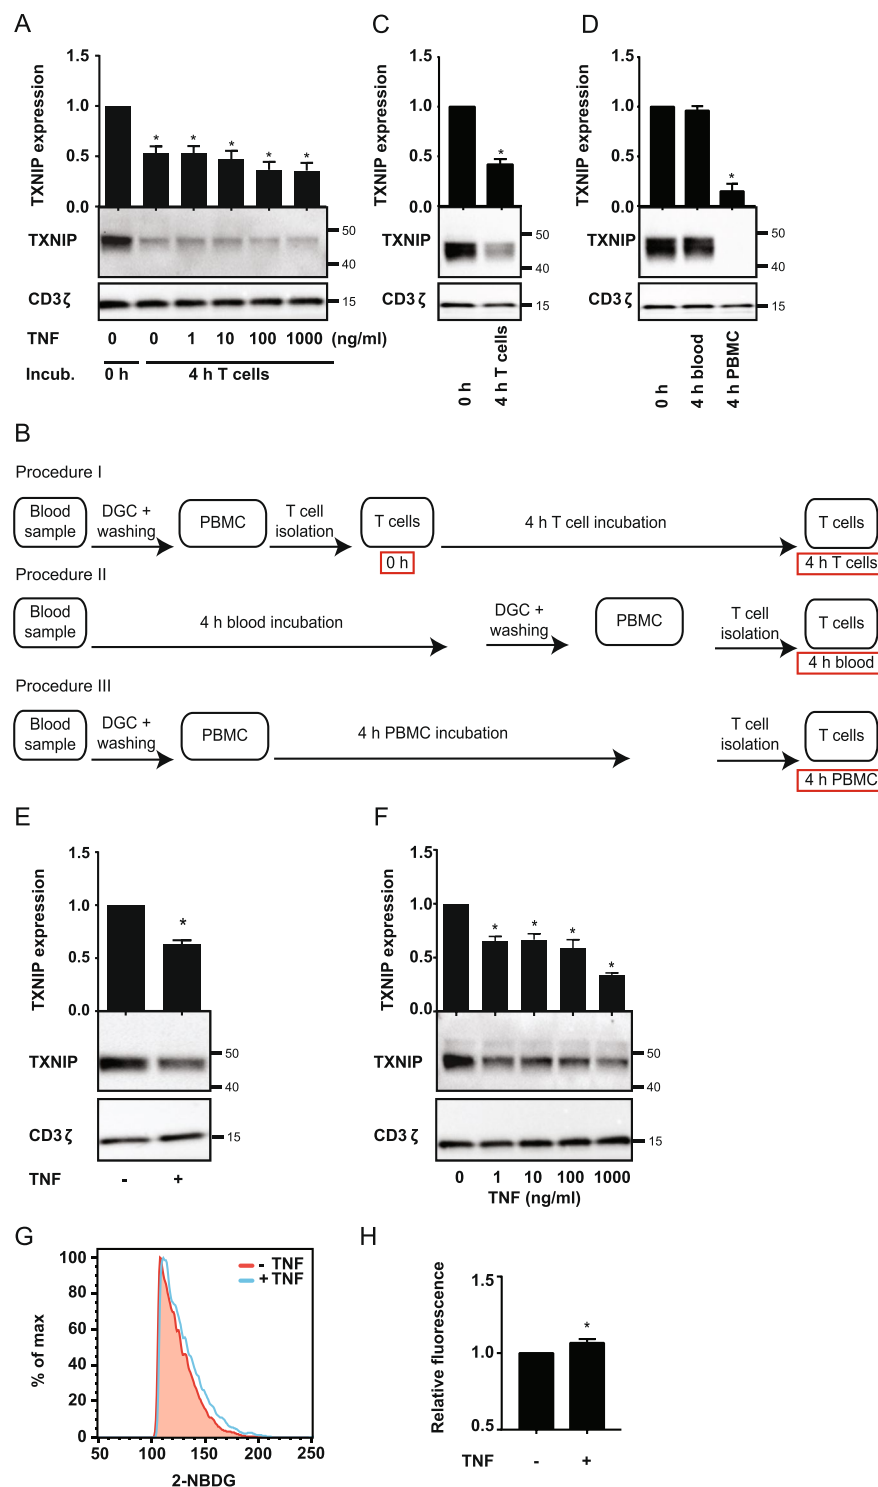 A
C
D
1.5
1.0
0.5
0.0
TXNIP expression
* * * * *
TXNIP
50
40
CD3ζ
15
TNF 0 0 1 10 100 1000 (ng/ml)
Incub. 0 h 4 h T cells
1.5
1.0
0.5
0.0
TXNIP expression
*
TXNIP
50
40
CD3ζ
15
0 h
4 h T cells
1.5
1.0
0.5
0.0
TXNIP expression
*
TXNIP
50
40
CD3ζ
15
0 h
4 h blood
4 h PBMC
B
Procedure I
Blood
sample
DGC +
washing
PBMC
T cell
isolation
T cells
0 h
4 h T cell incubation
T cells
4 h T cells
Procedure II
Blood
sample
4 h blood incubation
DGC +
washing
PBMC
T cell
isolation
T cells
4 h blood
Procedure III
Blood
sample
DGC +
washing
PBMC
4 h PBMC incubation
T cell
isolation
T cells
4 h PBMC
E
1.5
1.0
0.5
0.0
TXNIP expression
*
TXNIP
50
40
CD3ζ
15
TNF - +
F
1.5
1.0
0.5
0.0
TXNIP expression
* * * *
TXNIP
50
40
CD3ζ
15
0 1 10 100 1000
TNF (ng/ml)
G
100
80
60
40
20
0
% of max
- TNF
+ TNF
50 100 150 200 250
2-NBDG
H
1.5
1.0
0.5
Relative fluorescence
*
TNF - +